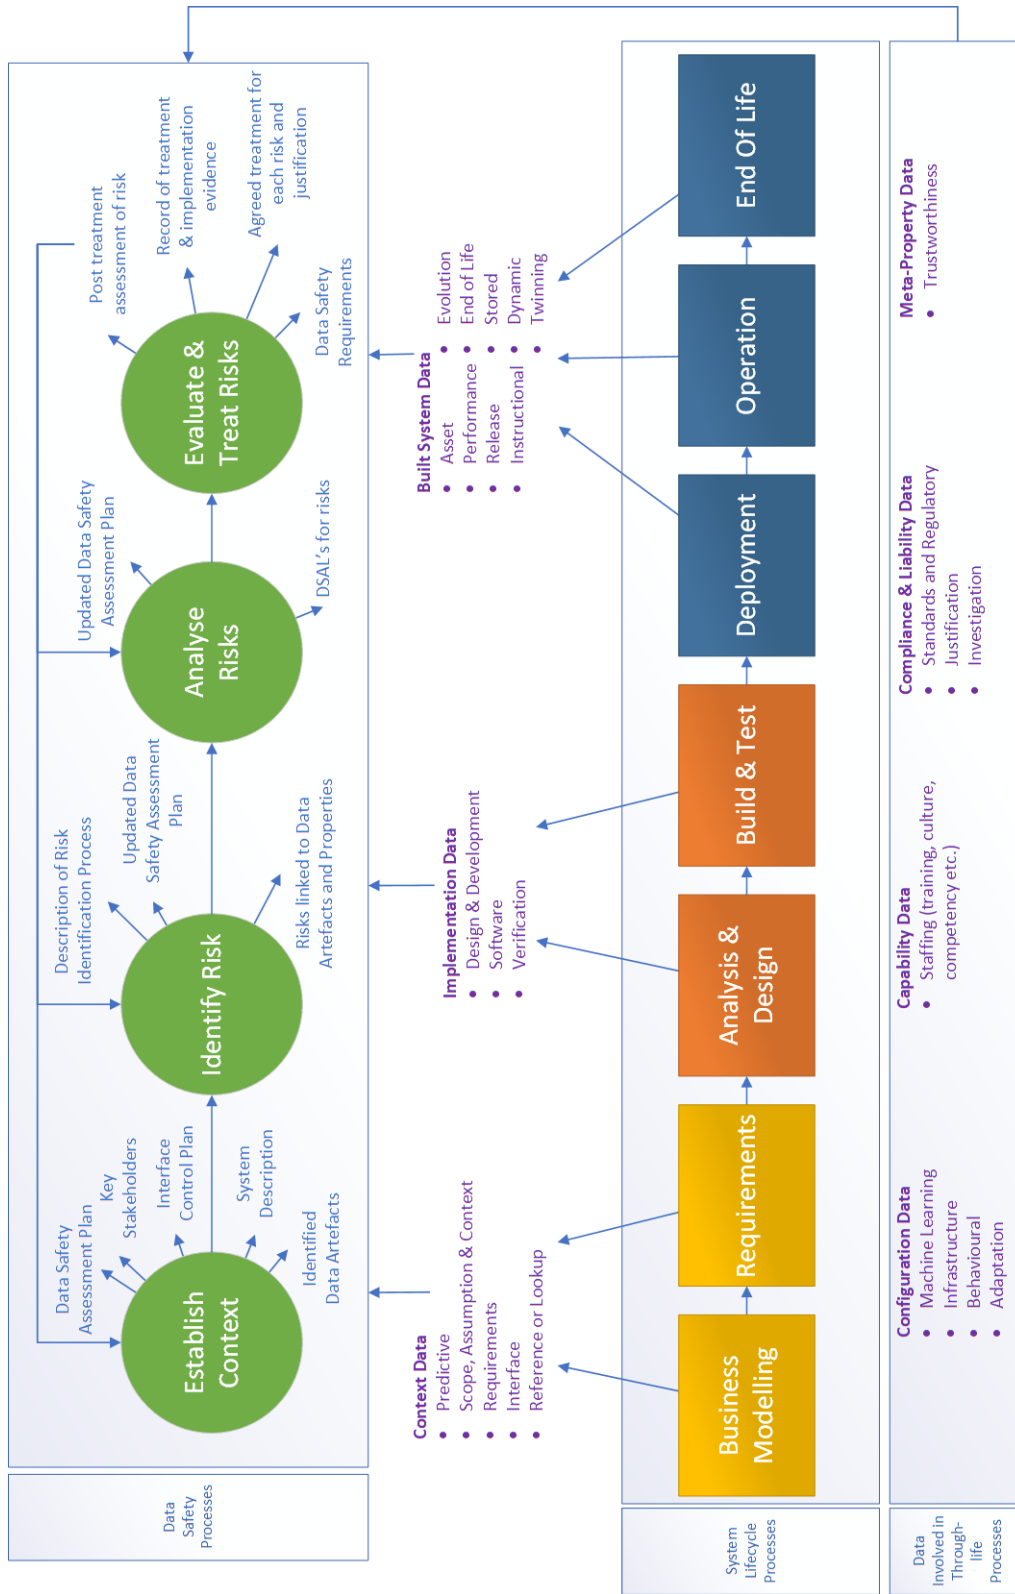 Data
Safety
Processes
Establish
Context
Data Safety
Assessment Plan
Key
Stakeholders
Interface
Control Plan
System
Description
Identified
Data Artefacts
Identify Risk
Description of Risk
Identification Process
Updated Data
Safety Assessment
Plan
Risks linked to Data
Artefacts and Properties
Analyse
Risks
Updated Data Safety
Assessment Plan
DSAL's for risks
Evaluate &
Treat Risks
Post treatment
assessment of risk
Record of treatment
& implementation
evidence
Agreed treatment for
each risk and
justification
Data Safety
Requirements
Context Data
• Predictive
• Scope, Assumption & Context
• Requirements
• Interface
• Reference or Lookup
Implementation Data
• Design & Development
• Software
• Verification
Built System Data
• Asset
• Performance
• Release
• Instructional
• Evolution
• End of Life
• Stored
• Dynamic
• Twinning
System
Lifecycle
Processes
Business
Modelling
Requirements
Analysis &
Design
Build & Test
Deployment
Operation
End Of Life
Data
Involved in
Through-
life
Processes
Configuration Data
• Machine Learning
• Infrastructure
• Behavioural
• Adaptation
Capability Data
• Staffing (training, culture,
competency etc.)
Compliance & Liability Data
• Standards and Regulatory
• Justification
• Investigation
Meta-Property Data
• Trustworthiness